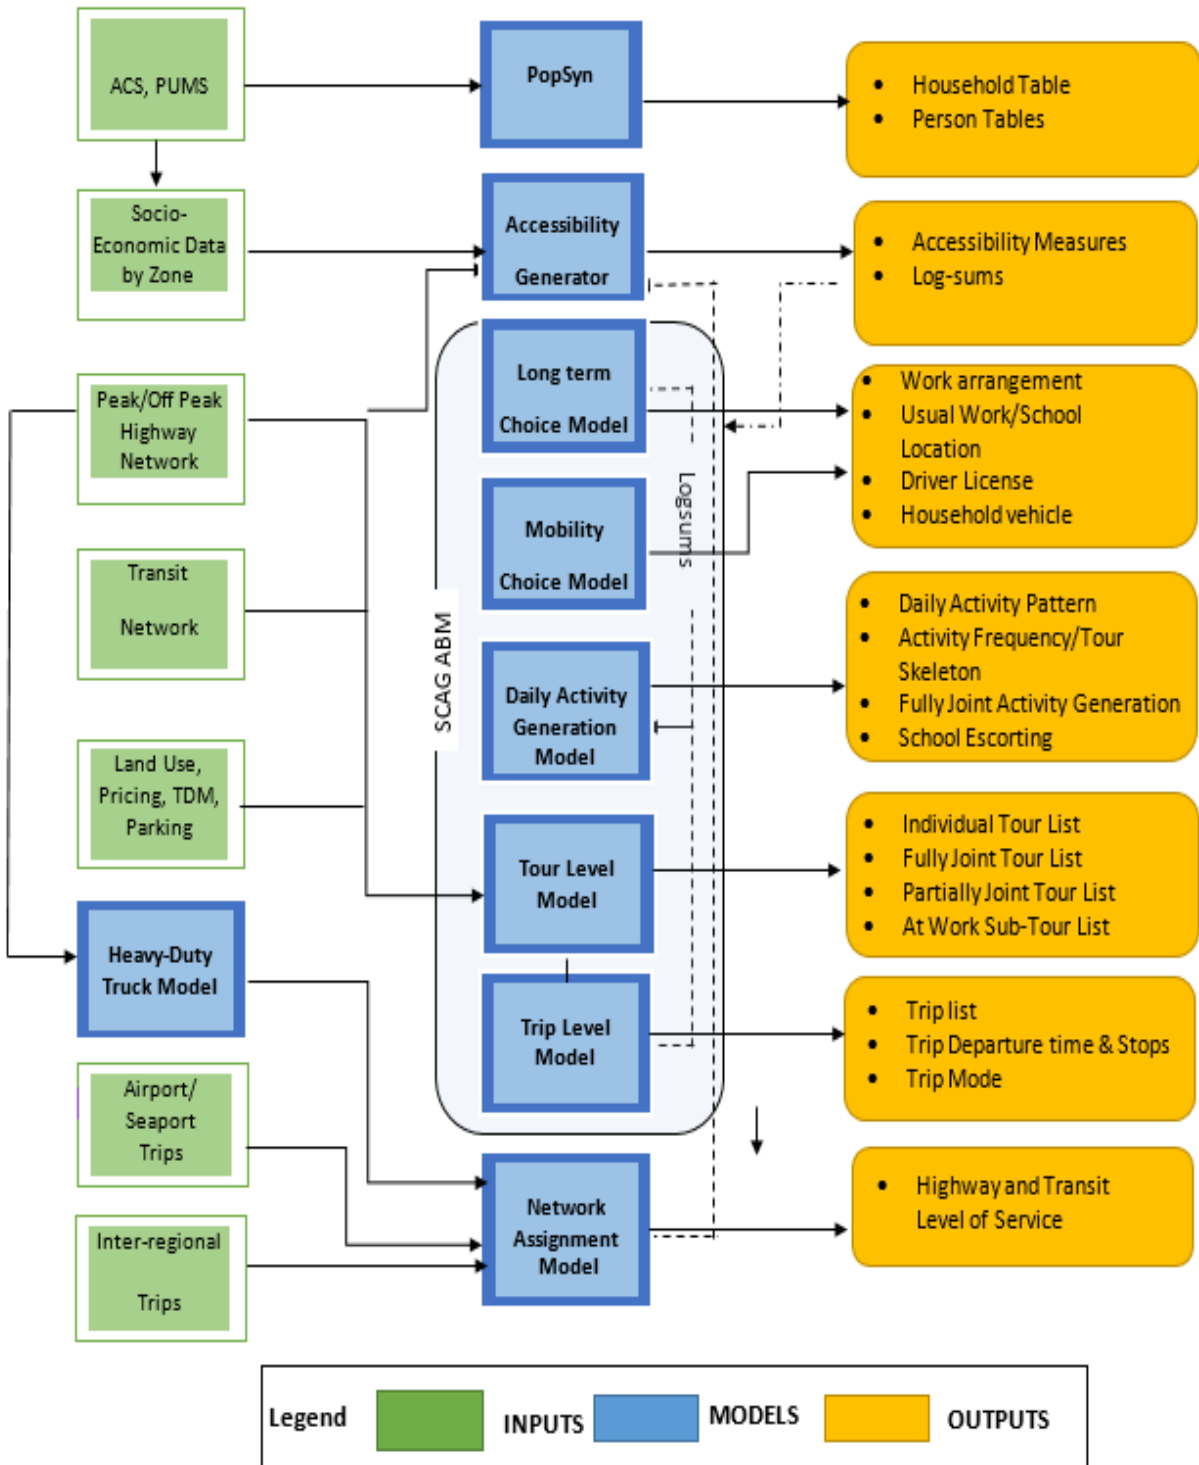 ACS, PUMS
Socio-
Economic Data
by Zone
Peak/Off Peak
Highway
Network
Transit
Network
Land Use,
Pricing, TDM,
Parking
Heavy-Duty
Truck Model
Airport/
Seaport
Trips
Inter-regional
Trips
PopSyn
Accessibility
Generator
SCAG ABM
Long term
Choice Model
Logsums
Mobility
Choice Model
Daily Activity
Generation
Model
Tour Level
Model
Trip Level
Model
Network
Assignment
Model
• Household Table
• Person Tables
• Accessibility Measures
• Log-sums
• Work arrangement
• Usual Work/School
Location
• Driver License
• Household vehicle
• Daily Activity Pattern
• Activity Frequency/Tour
Skeleton
• Fully Joint Activity Generation
• School Escorting
• Individual Tour List
• Fully Joint Tour List
• Partially Joint Tour List
• At Work Sub-Tour List
• Trip list
• Trip Departure time & Stops
• Trip Mode
• Highway and Transit
Level of Service
Legend
INPUTS
MODELS
OUTPUTS